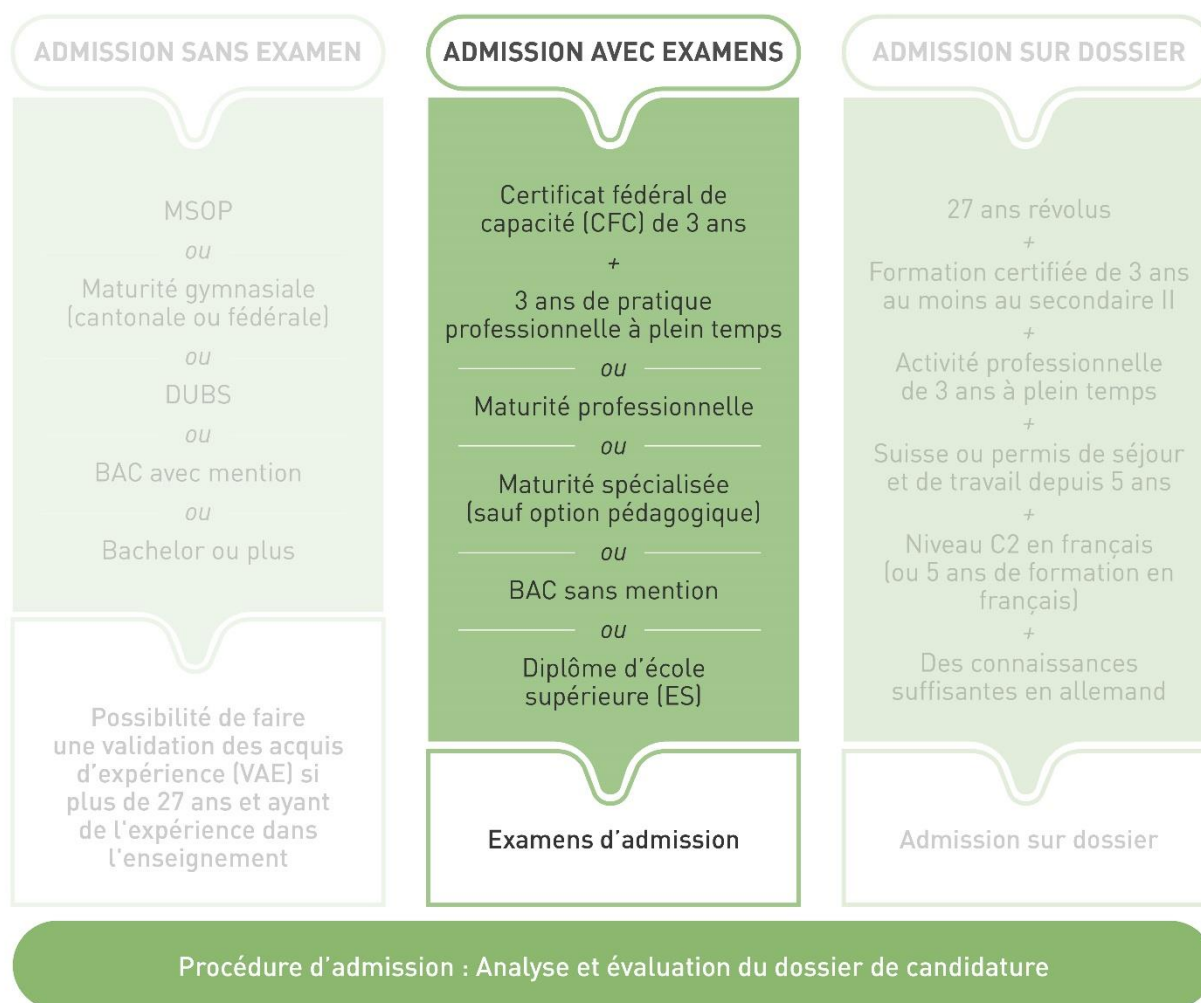 ADMISSION SANS EXAMEN
MSOP
ou
Maturité gymnasiale
(cantonale ou fédérale)
ou
DUBS
ou
BAC avec mention
ou
Bachelor ou plus
Possibilité de faire
une validation des acquis
d'expérience (VAE) si
plus de 27 ans et ayant
de l'expérience dans
l'enseignement
ADMISSION AVEC EXAMENS
Certificat fédéral de
capacité (CFC) de 3 ans
+
3 ans de pratique
professionnelle à plein temps
ou
Maturité professionnelle
ou
Maturité spécialisée
(sauf option pédagogique)
ou
BAC sans mention
ou
Diplôme d'école
supérieure (ES)
Examens d'admission
ADMISSION SUR DOSSIER
27 ans révolus
+
Formation certifiée de 3 ans
au moins au secondaire II
+
Activité professionnelle
de 3 ans à plein temps
+
Suisse ou permis de séjour
et de travail depuis 5 ans
+
Niveau C2 en français
(ou 5 ans de formation en
français)
+
Des connaissances
suffisantes en allemand
Admission sur dossier
Procédure d'admission : Analyse et évaluation du dossier de candidature